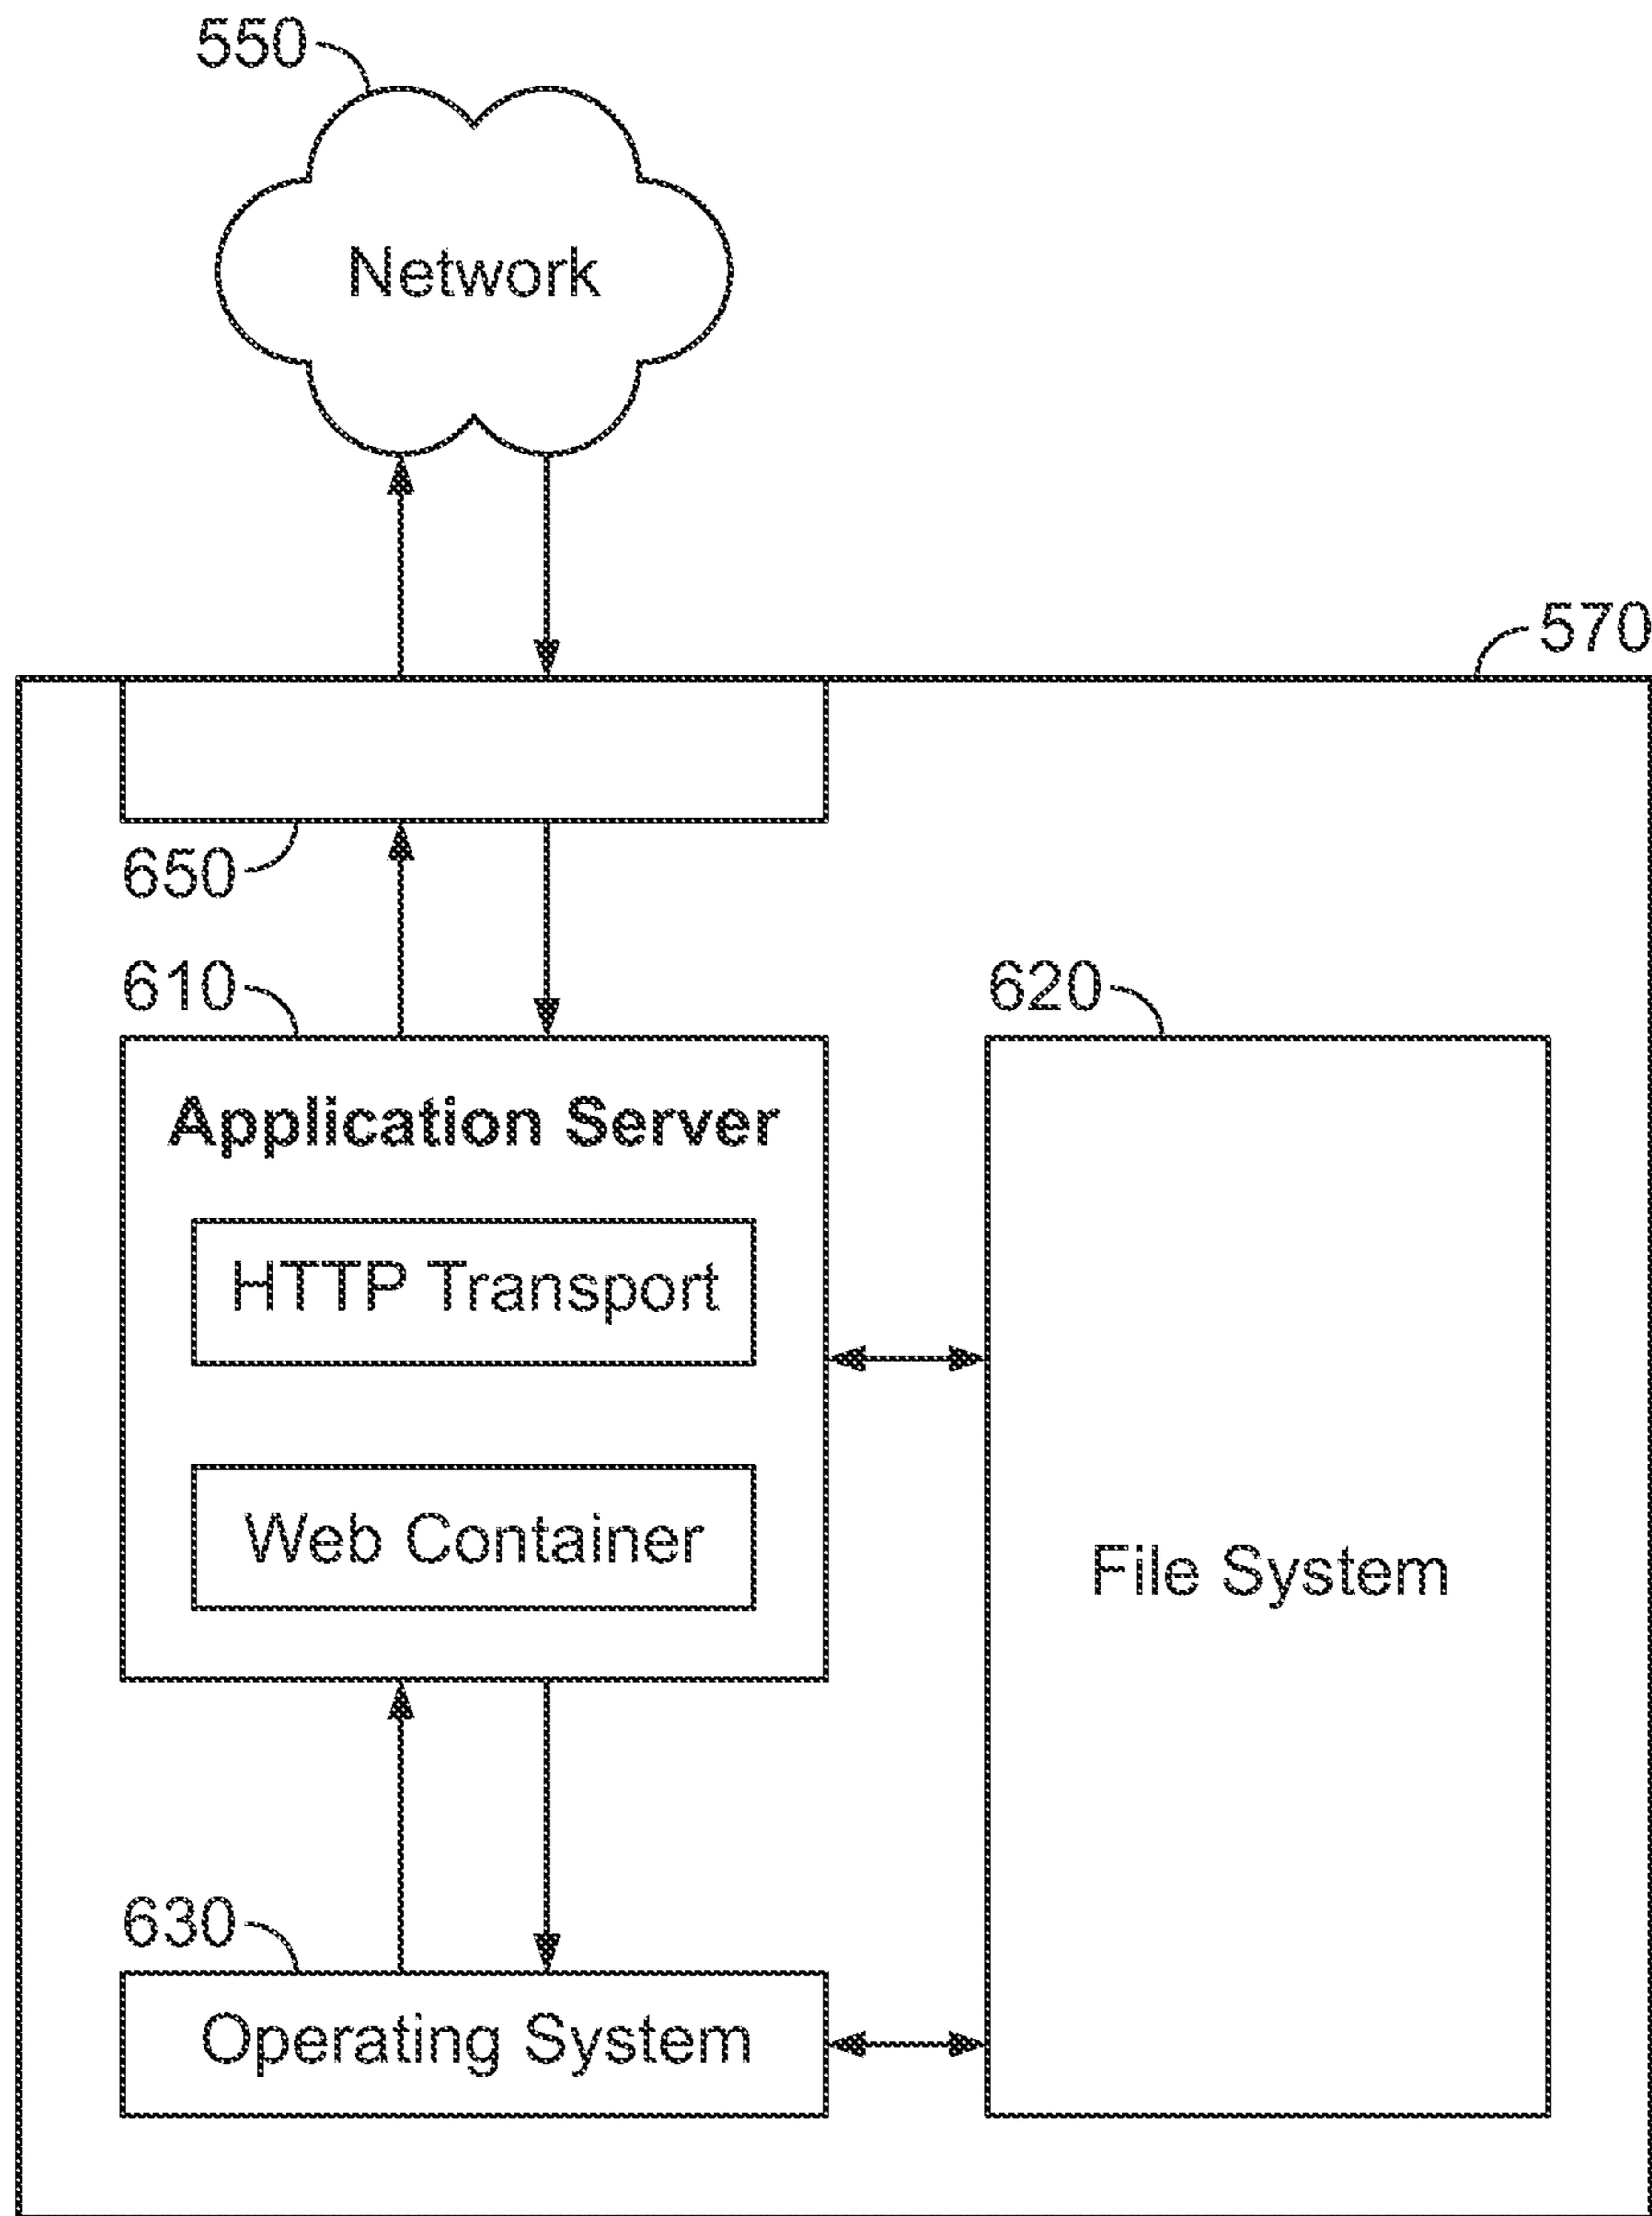 550
Network
570
650
610
620
Application Server
HTTP Transport
Web Container
File System
630
Operating System